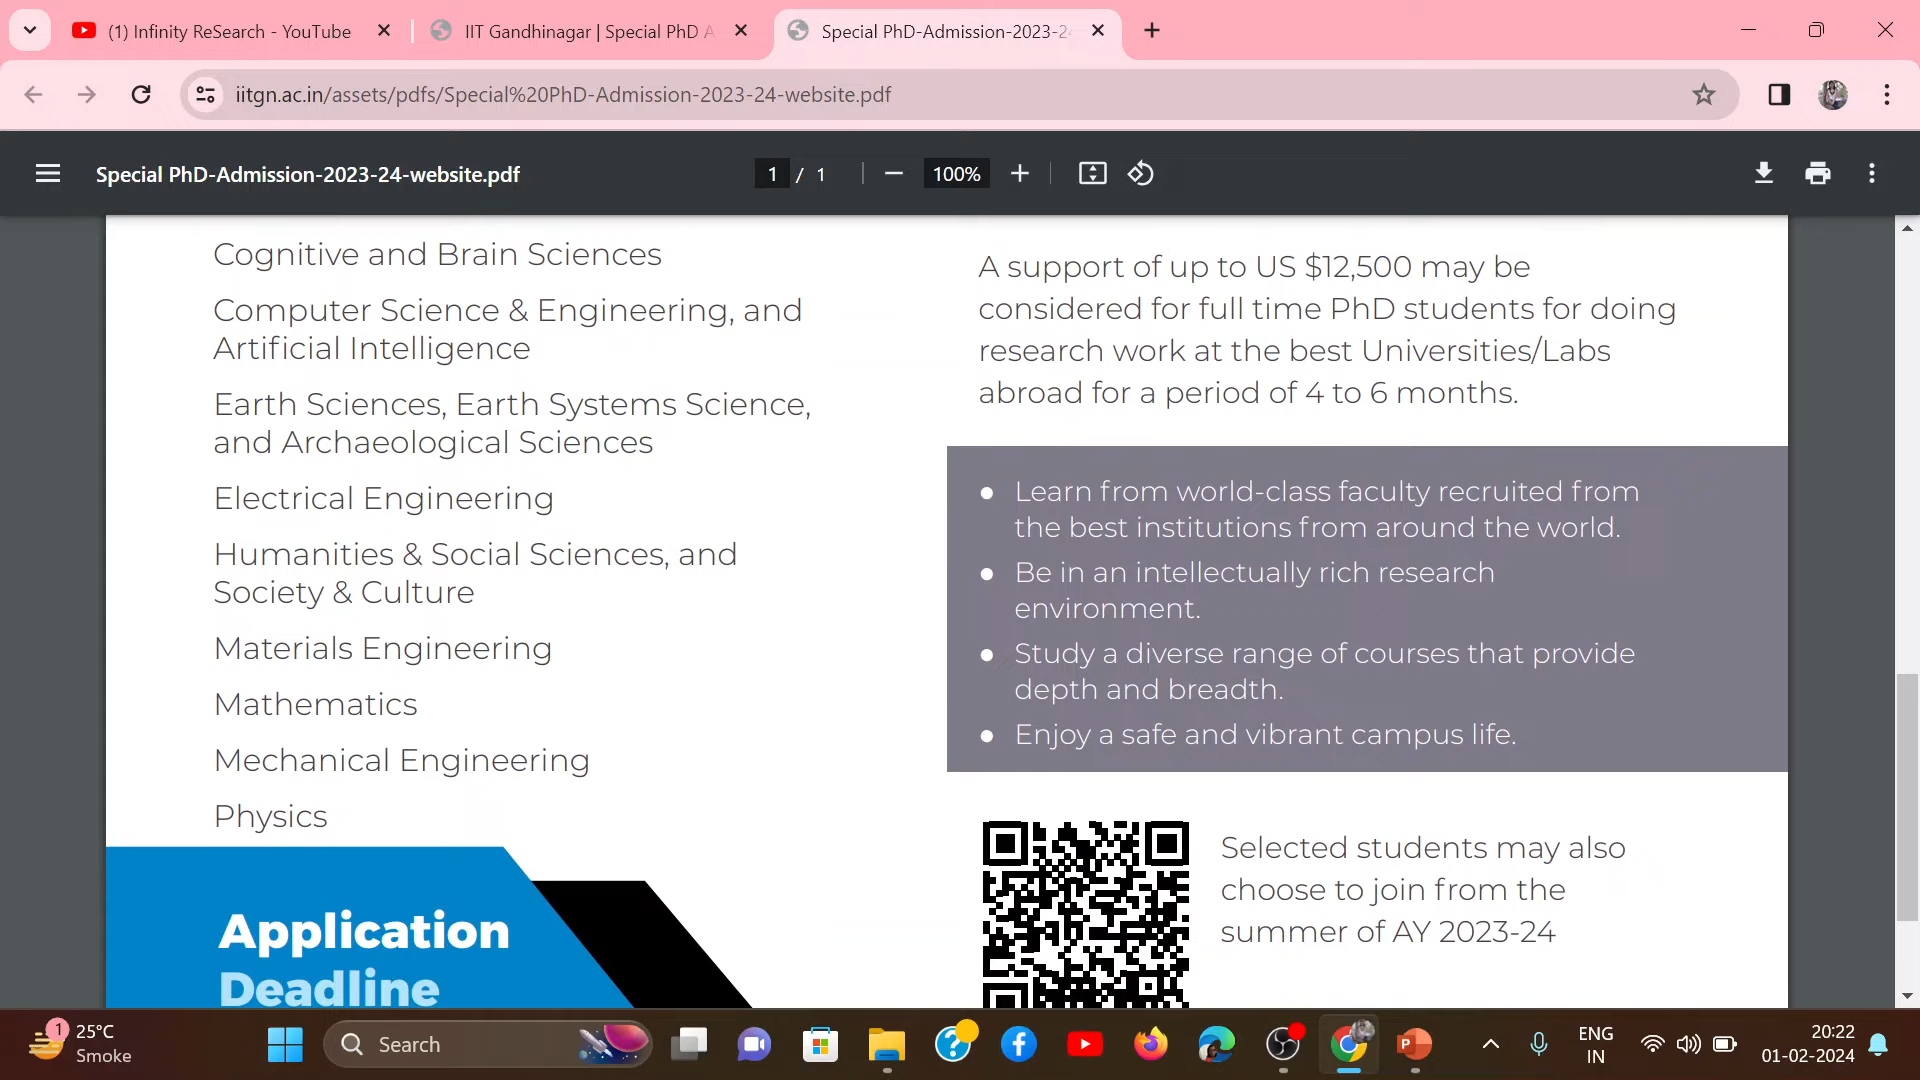 (1) Infinity ReSearch - YouTube
IIT Gandhinagar | Special PhD A
Special PhD-Admission-2023-2
iitgn.ac.in/assets/pdfs/Special%20PhD-Admission-2023-24-website.pdf
Special PhD-Admission-2023-24-website.pdf
1 / 1
100%
Cognitive and Brain Sciences
Computer Science & Engineering, and
Artificial Intelligence
Earth Sciences, Earth Systems Science,
and Archaeological Sciences
Electrical Engineering
Humanities & Social Sciences, and
Society & Culture
Materials Engineering
Mathematics
Mechanical Engineering
Physics
Application
Deadline
A support of up to US $12,500 may be
considered for full time PhD students for doing
research work at the best Universities/Labs
abroad for a period of 4 to 6 months.
● Learn from world-class faculty recruited from
the best institutions from around the world.
● Be in an intellectually rich research
environment.
● Study a diverse range of courses that provide
depth and breadth.
● Enjoy a safe and vibrant campus life.
Selected students may also
choose to join from the
summer of AY 2023-24
1
25°C
Smoke
Search
ENG
IN
20:22
01-02-2024